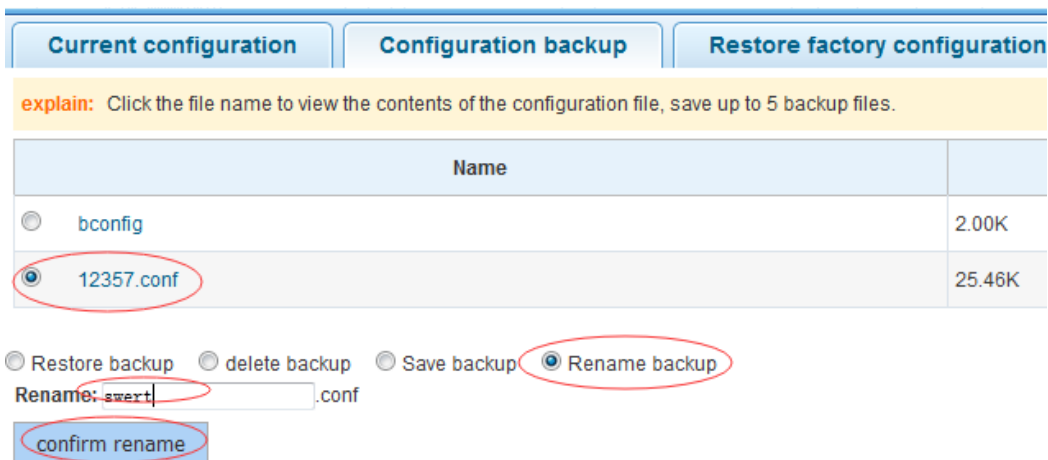 Current configuration Configuration backup Restore factory configuration
explain: Click the file name to view the contents of the configuration file, save up to 5 backup files.
Name
bconfig 2.00K
12357.conf 25.46K
Restore backup delete backup Save backup Rename backup
Rename: swert .conf
confirm rename